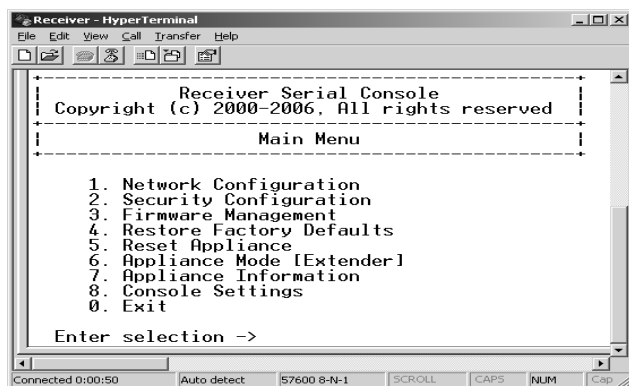 Receiver - HyperTerminal
File Edit View Call Transfer Help
Receiver Serial Console
Copyright (c) 2000-2006, All rights reserved
Main Menu
1. Network Configuration
2. Security Configuration
3. Firmware Management
4. Restore Factory Defaults
5. Reset Appliance
6. Appliance Mode [Extender]
7. Appliance Information
8. Console Settings
0. Exit
Enter selection ->
Connected 0:00:50 Auto detect 57600 8-N-1 SCROLL CAPS NUM Cap